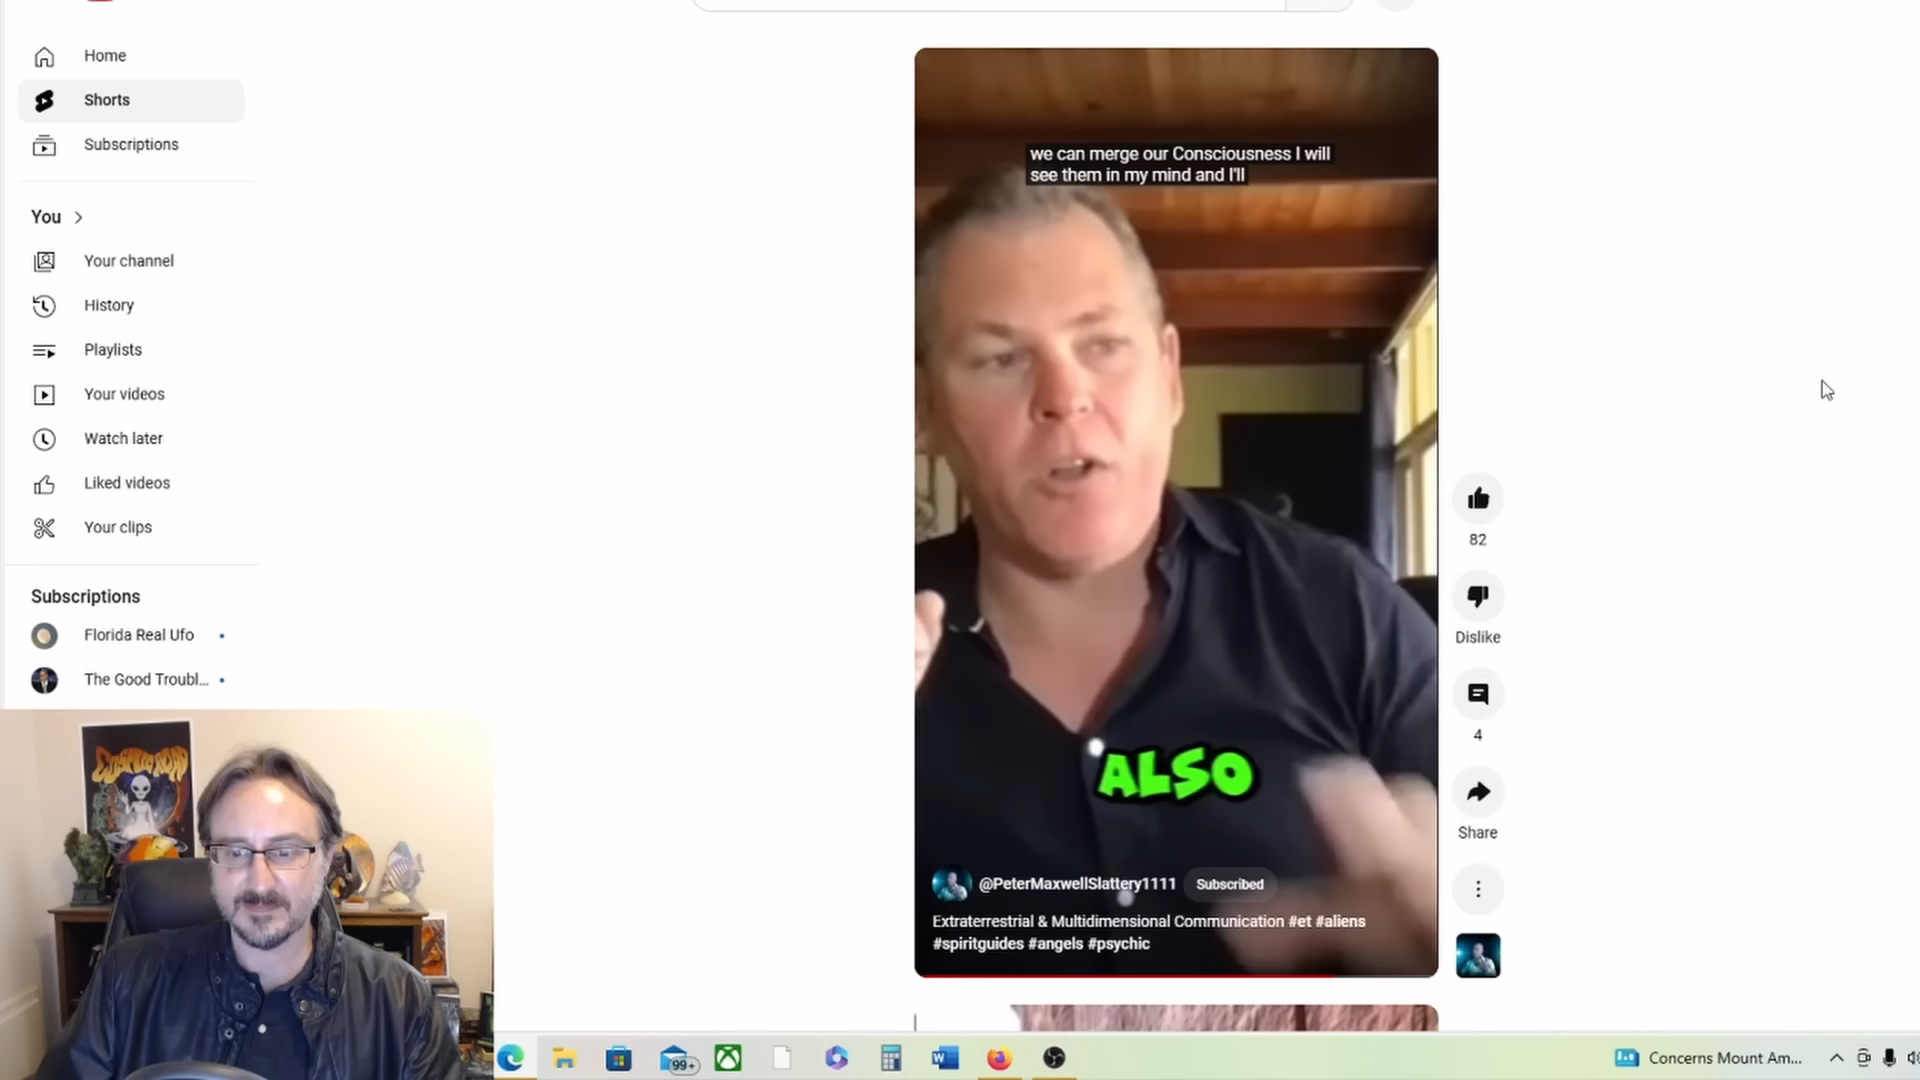 Home
Shorts
Subscriptions
You
Your channel
History
Playlists
Your videos
Watch later
Liked videos
Your clips
Subscriptions
Florida Real Ufo
The Good Troubl...
we can merge our Consciousness I will
see them in my mind and I'll
ALSO
@PeterMaxwellSlattery1111 Subscribed
Extraterrestrial & Multidimensional Communication #et #aliens
#spiritguides #angels #psychic
82
Dislike
4
Share
COSMIC ROAD
99+
Concerns Mount Am...